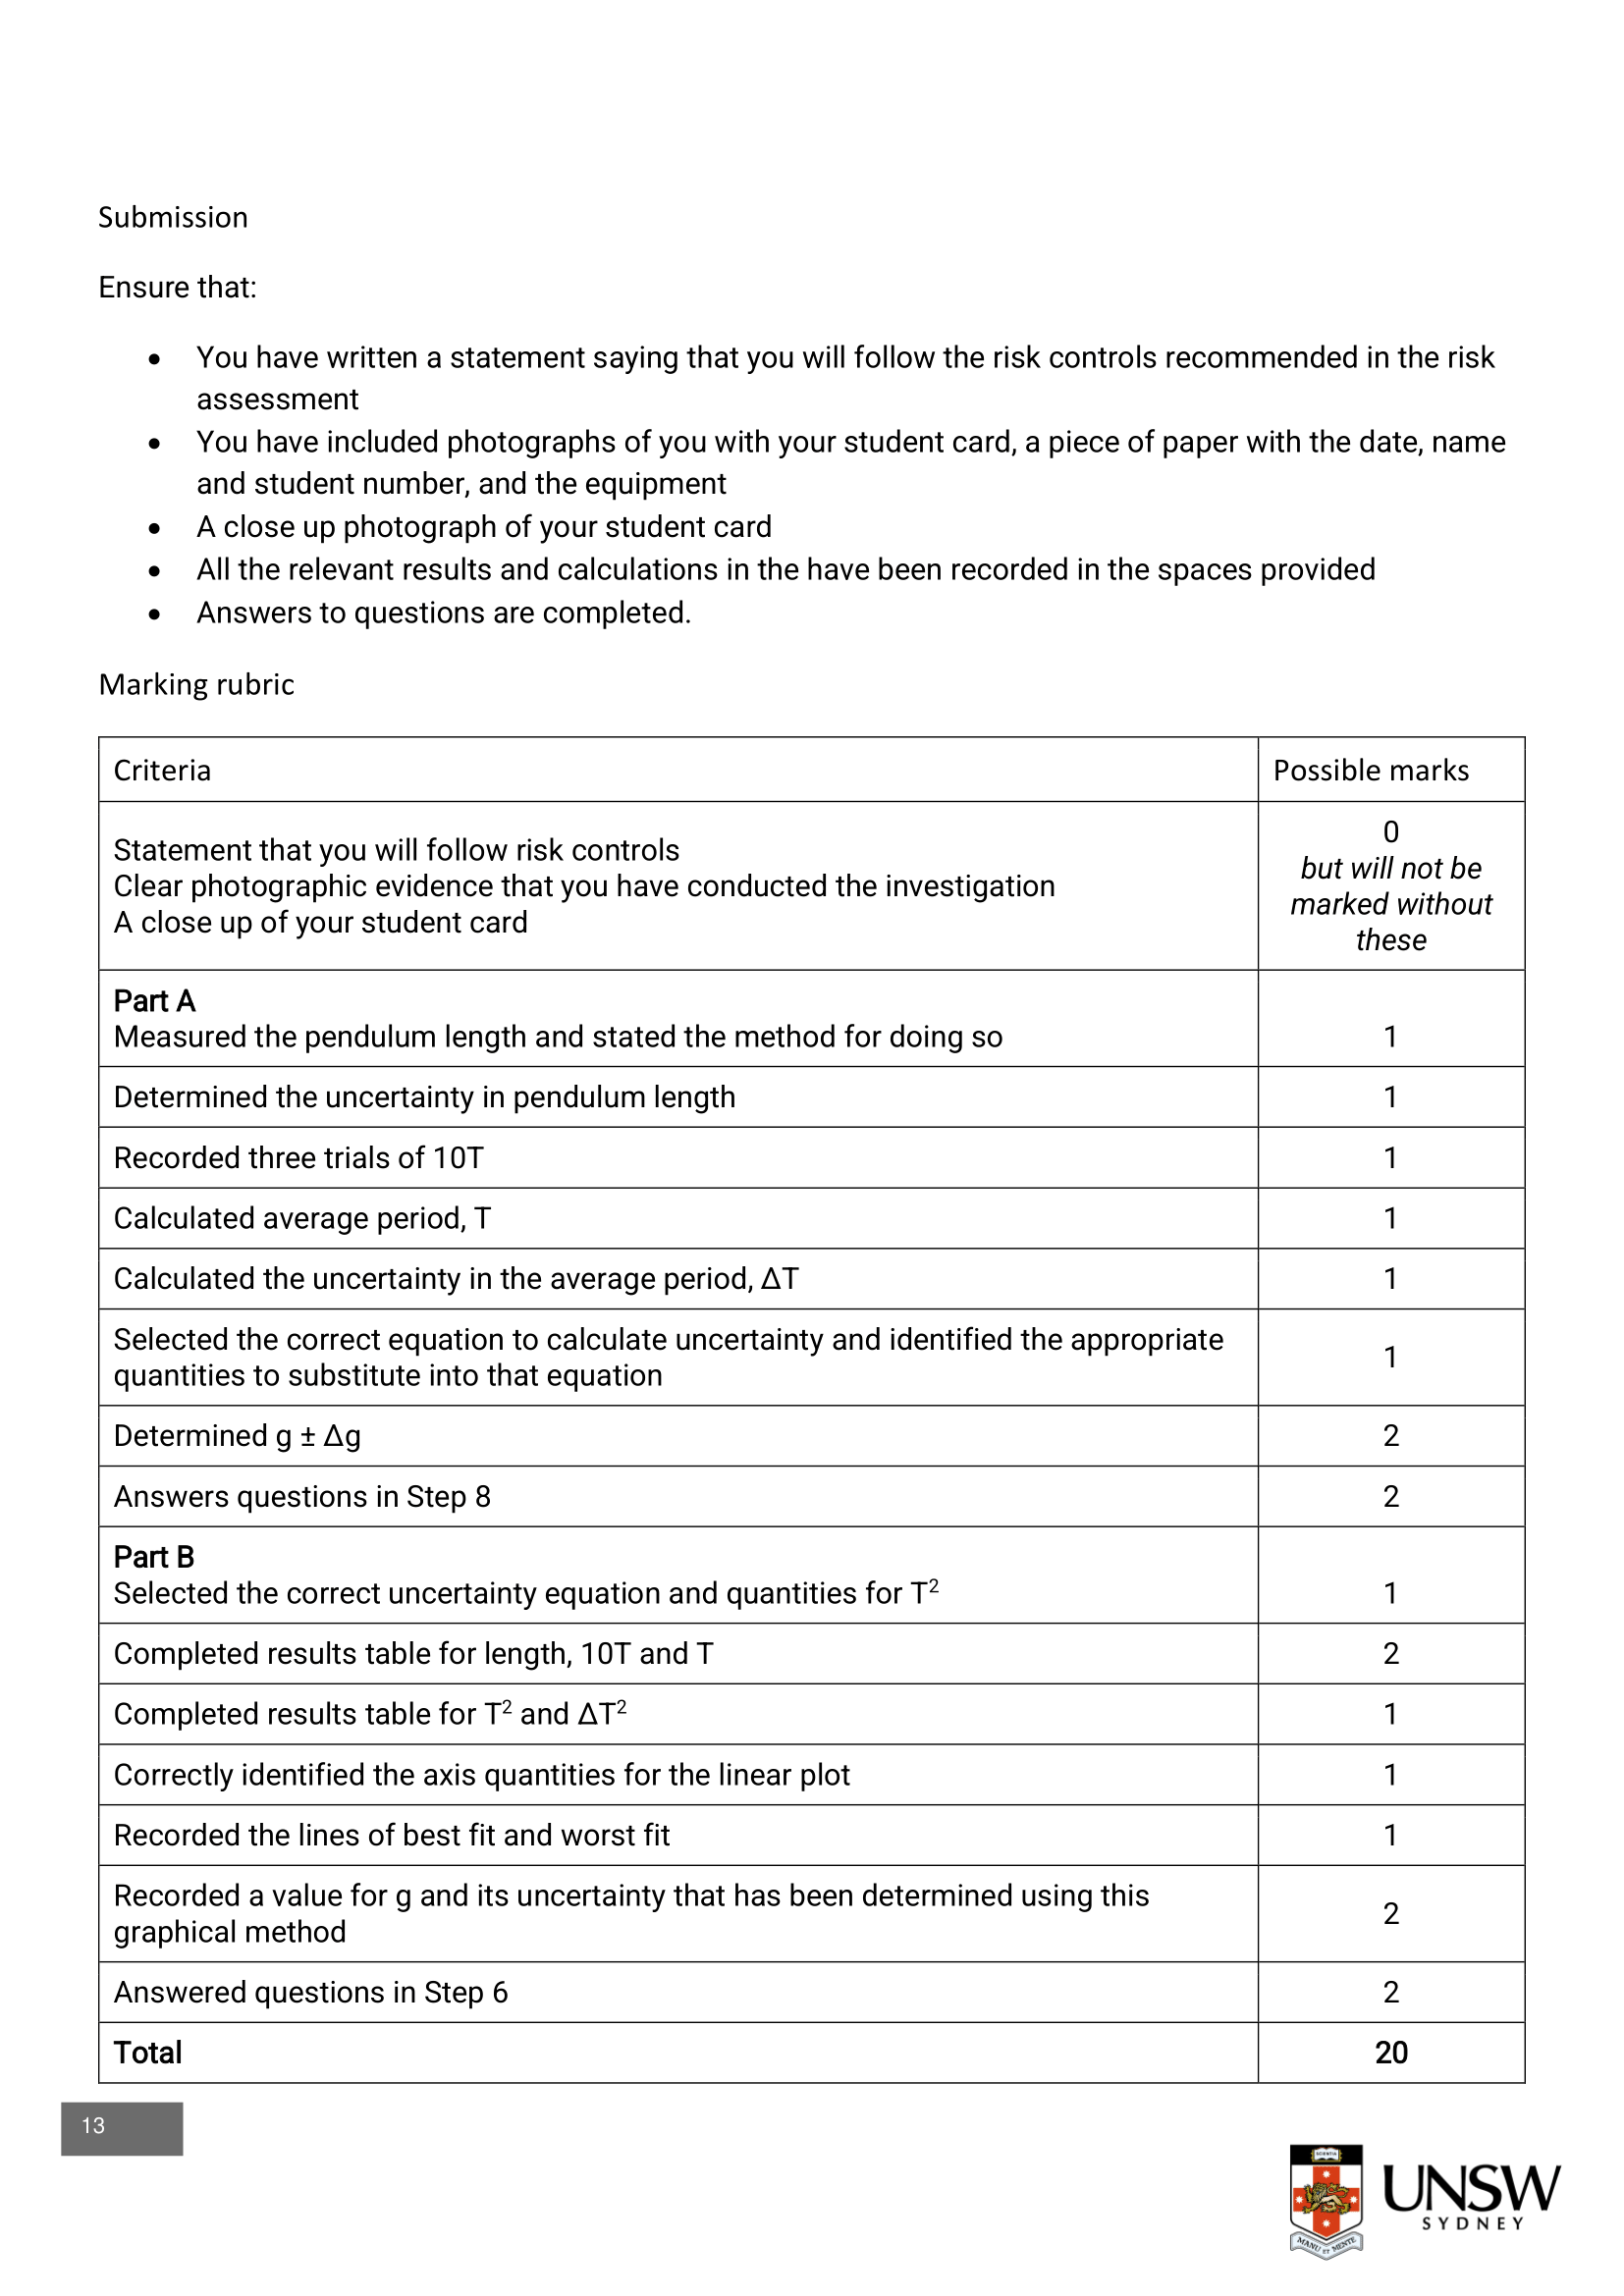 Submission
Ensure that:
• You have written a statement saying that you will follow the risk controls recommended in the risk
assessment
• You have included photographs of you with your student card, a piece of paper with the date, name
and student number, and the equipment
• A close up photograph of your student card
• All the relevant results and calculations in the have been recorded in the spaces provided
• Answers to questions are completed.
Marking rubric
Criteria Possible marks
Statement that you will follow risk controls
Clear photographic evidence that you have conducted the investigation
A close up of your student card
0
but will not be
marked without
these
Part A
Measured the pendulum length and stated the method for doing so 1
Determined the uncertainty in pendulum length 1
Recorded three trials of 10T 1
Calculated average period, T 1
Calculated the uncertainty in the average period, ΔT 1
Selected the correct equation to calculate uncertainty and identified the appropriate
quantities to substitute into that equation
1
Determined g ± Δg 2
Answers questions in Step 8 2
Part B
Selected the correct uncertainty equation and quantities for T² 1
Completed results table for length, 10T and T 2
Completed results table for T² and ΔT² 1
Correctly identified the axis quantities for the linear plot 1
Recorded the lines of best fit and worst fit 1
Recorded a value for g and its uncertainty that has been determined using this
graphical method
2
Answered questions in Step 6 2
Total 20
13
SCIENTIA
MANU ET MENTE
UNSW
SYDNEY